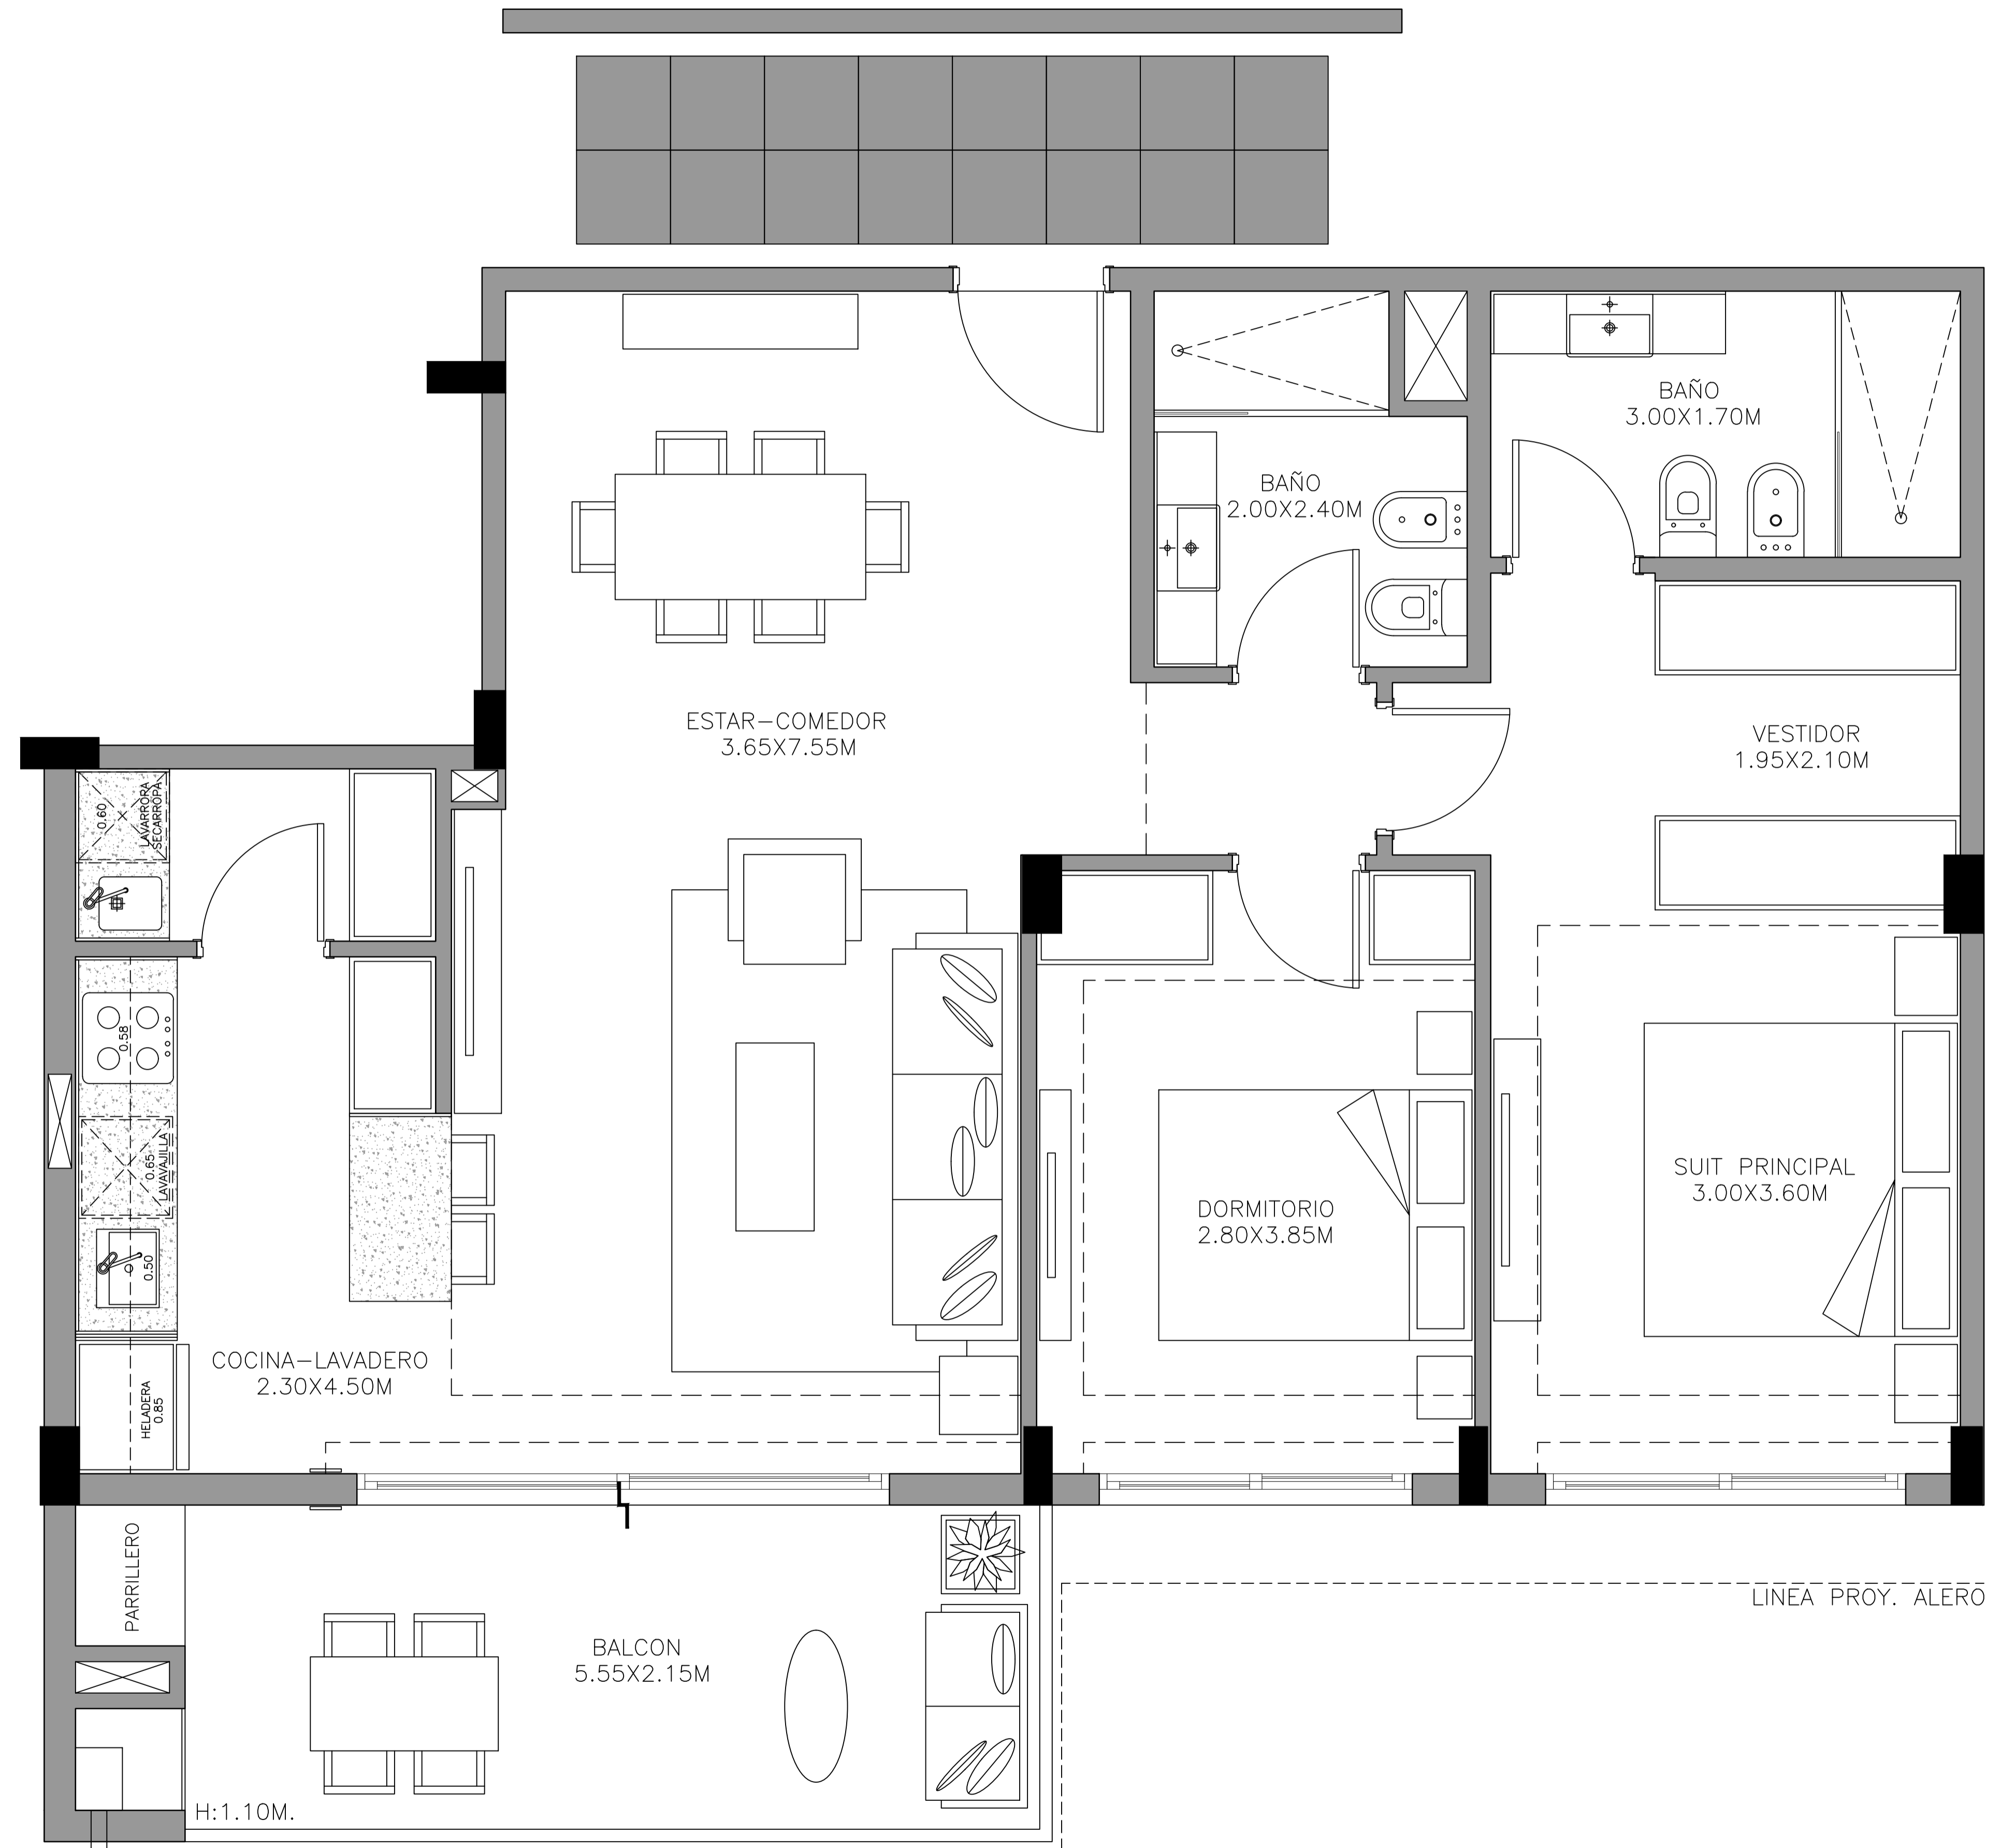 BAÑO
3.00X1.70M
BAÑO
2.00X2.40M
ESTAR-COMEDOR
3.65X7.55M
VESTIDOR
1.95X2.10M
0.60
LAVARRORA
SECARROPA
0.58
0.65
LAVAVAJILLA
0.50
SUIT PRINCIPAL
3.00X3.60M
DORMITORIO
2.80X3.85M
COCINA-LAVADERO
2.30X4.50M
HELADERA
0.85
PARRILLERO
LINEA PROY. ALERO
BALCON
5.55X2.15M
H:1.10M.